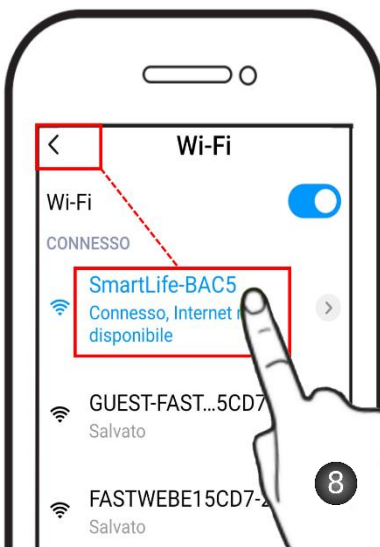 Wi-Fi
Wi-Fi
CONNESSO
SmartLife-BAC5
Connesso, Internet
disponibile
GUEST-FAST...5CD7
Salvato
FASTWEBE15CD7-
Salvato
8